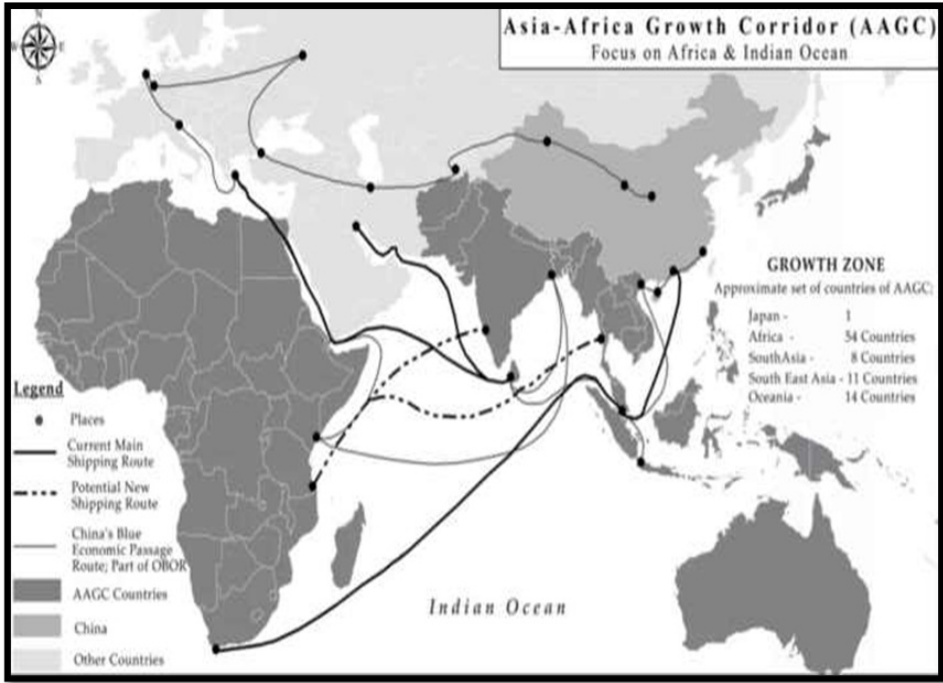 Asia-Africa Growth Corridor (AAGC)
Focus on Africa & Indian Ocean
N
W
E
S
GROWTH ZONE
Approximate set of countries of AAGC:
Japan - 1
Africa - 54 Countries
SouthAsia - 8 Countries
South East Asia - 11 Countries
Oceania - 14 Countries
Legend
Places
Current Main
Shipping Route
Potential New
Shipping Route
China's Blue
Economic Passage
Route; Part of OBOR
AAGC Countries
China
Other Countries
Indian Ocean